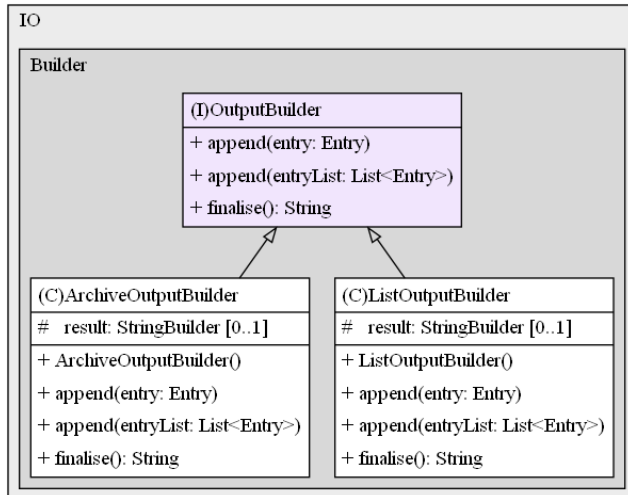 IO
Builder
(I)OutputBuilder
+ append(entry: Entry)
+ append(entryList: List<Entry>)
+ finalise(): String
(C)ArchiveOutputBuilder
# result: StringBuilder [0..1]
+ ArchiveOutputBuilder()
+ append(entry: Entry)
+ append(entryList: List<Entry>)
+ finalise(): String
(C)ListOutputBuilder
# result: StringBuilder [0..1]
+ ListOutputBuilder()
+ append(entry: Entry)
+ append(entryList: List<Entry>)
+ finalise(): String